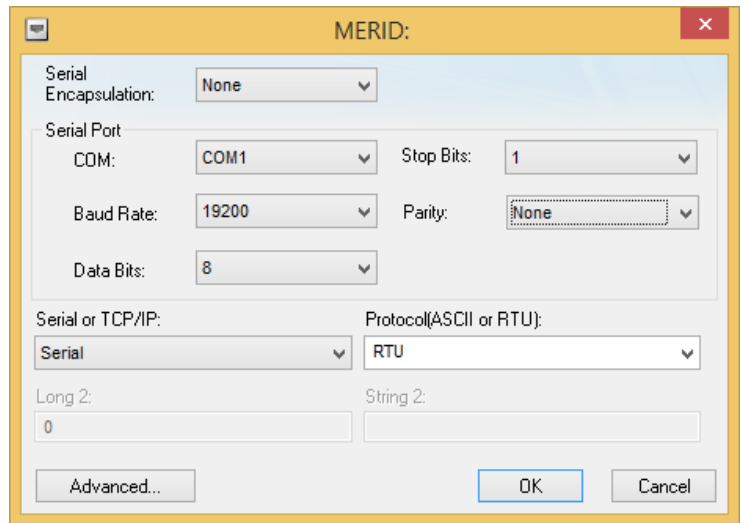 MERID:
Serial
Encapsulation:
None
Serial Port
COM:
COM1
Stop Bits:
1
Baud Rate:
19200
Parity:
None
Data Bits:
8
Serial or TCP/IP:
Protocol(ASCII or RTU):
Serial
RTU
Long 2:
String 2:
0
Advanced...
OK
Cancel